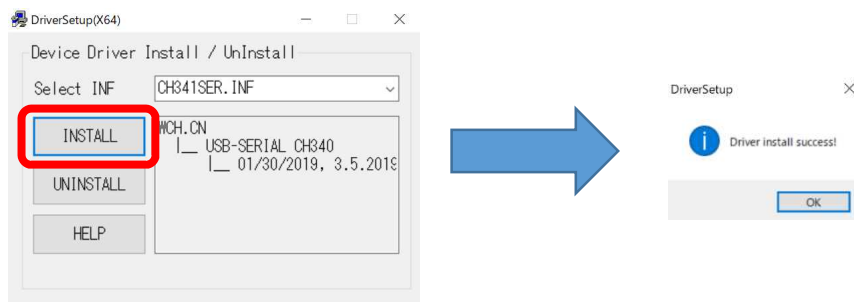 DriverSetup(X64)
Device Driver Install / UnInstall
Select INF
CH341SER.INF
INSTALL
WCH.CN
|__ USB-SERIAL CH340
|__ 01/30/2019, 3.5.2019
UNINSTALL
HELP
DriverSetup
i
Driver install success!
OK